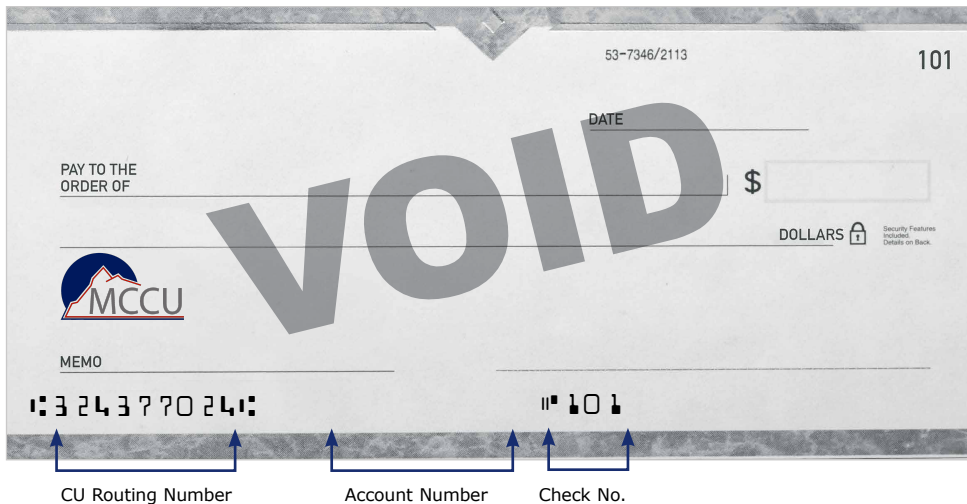 53-7346/2113
101
DATE
PAY TO THE
ORDER OF
$
DOLLARS
Security Features
Included.
Details on Back.
VOID
MCCU
MEMO
⑆324377024⑆ ⑈101
CU Routing Number Account Number Check No.